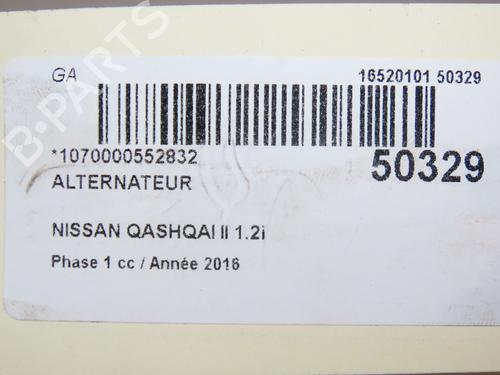 GA
16520101 50329
*1070000552832
50329
ALTERNATEUR
NISSAN QASHQAI II 1.2i
Phase 1 cc / Année 2016
B-PARTS